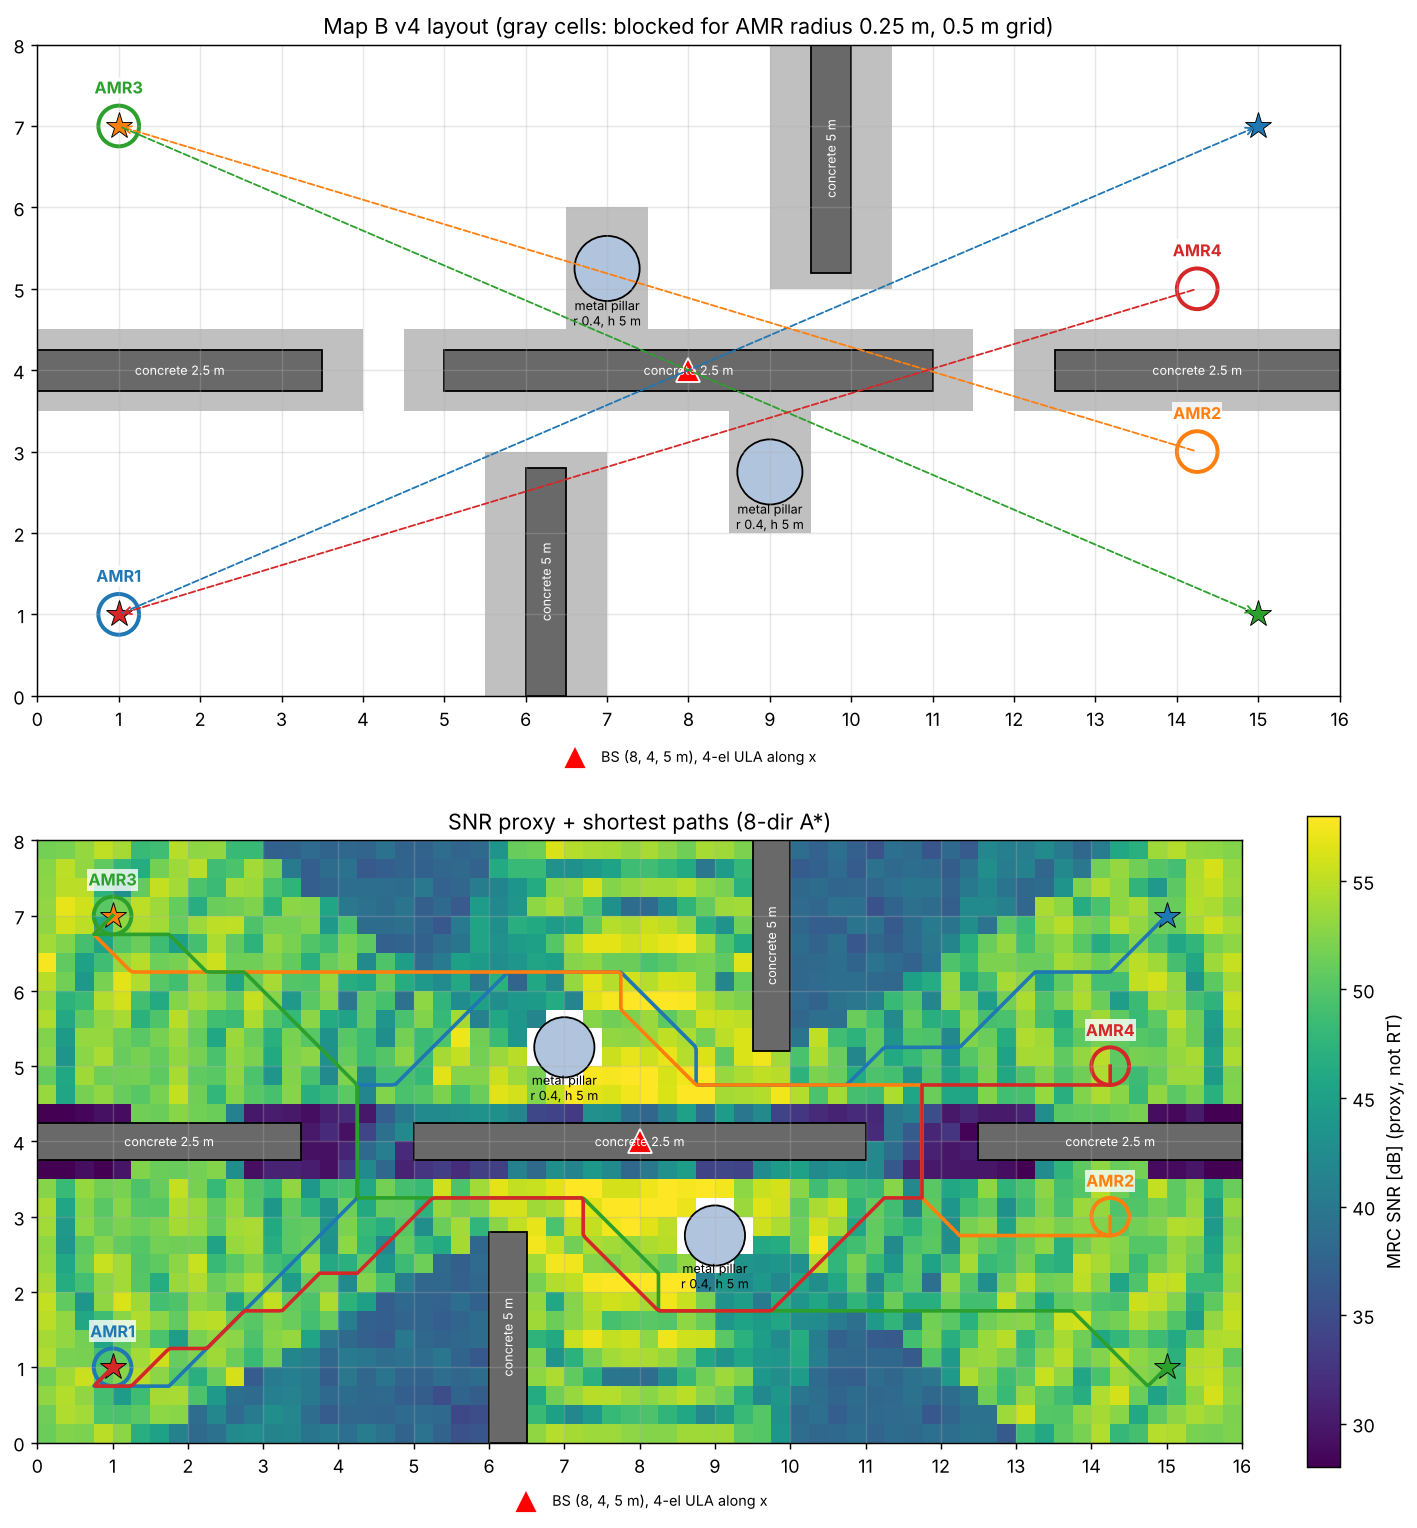 Map B v4 layout (gray cells: blocked for AMR radius 0.25 m, 0.5 m grid)
8
7
6
5
4
3
2
1
0
AMR3
AMR4
AMR2
AMR1
concrete 5 m
metal pillar
r 0.4, h 5 m
concrete 2.5 m
concrete 2.5 m
concrete 2.5 m
metal pillar
r 0.4, h 5 m
concrete 5 m
0 1 2 3 4 5 6 7 8 9 10 11 12 13 14 15 16
BS (8, 4, 5 m), 4-el ULA along x
SNR proxy + shortest paths (8-dir A*)
8
7
6
5
4
3
2
1
0
AMR3
AMR4
AMR2
AMR1
concrete 5 m
metal pillar
r 0.4, h 5 m
concrete 2.5 m
concrete 2.5 m
concrete 2.5 m
metal pillar
r 0.4, h 5 m
concrete 5 m
0 1 2 3 4 5 6 7 8 9 10 11 12 13 14 15 16
BS (8, 4, 5 m), 4-el ULA along x
55
50
45
40
35
30
MRC SNR [dB] (proxy, not RT)